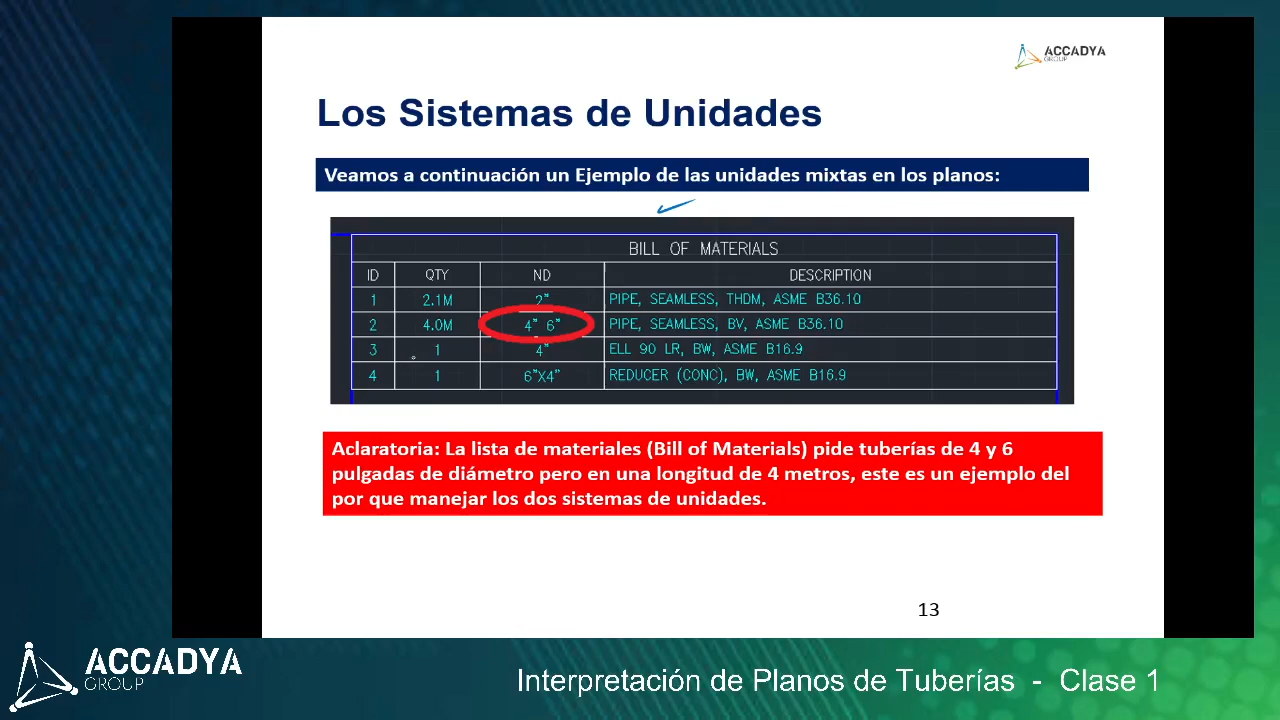 ACCADYA
GROUP
Los Sistemas de Unidades
Veamos a continuación un Ejemplo de las unidades mixtas en los planos:
BILL OF MATERIALS
ID QTY ND DESCRIPTION
1 2.1M 2" PIPE, SEAMLESS, THDM, ASME B36.10
2 4.0M 4" 6" PIPE, SEAMLESS, BV, ASME B36.10
3 1 4" ELL 90 LR, BW, ASME B16.9
4 1 6"X4" REDUCER (CONC), BW, ASME B16.9
Aclaratoria: La lista de materiales (Bill of Materials) pide tuberías de 4 y 6
pulgadas de diámetro pero en una longitud de 4 metros, este es un ejemplo del
por que manejar los dos sistemas de unidades.
13
ACCADYA
GROUP
Interpretación de Planos de Tuberías - Clase 1